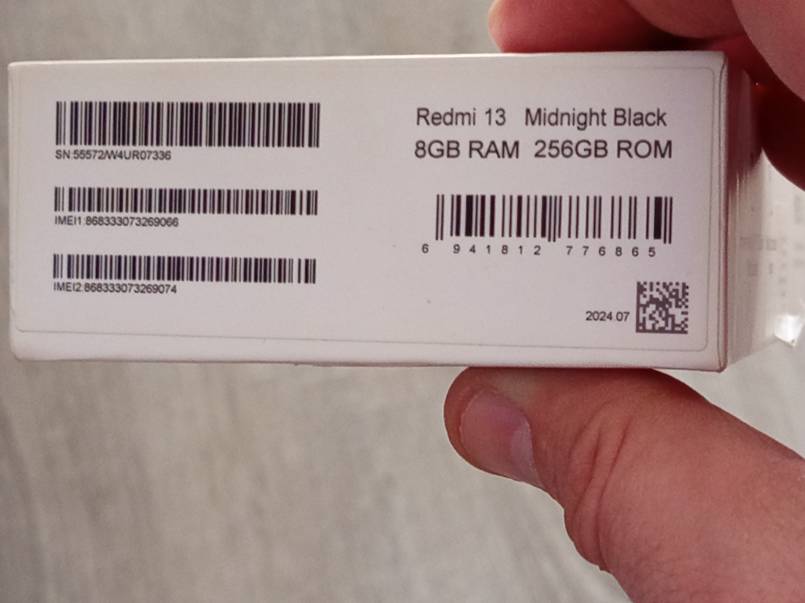 SN:55572/W4UR07336
IMEI1:868333073269066
IMEI2:868333073269074
Redmi 13 Midnight Black
8GB RAM 256GB ROM
6 941812 776865
2024.07